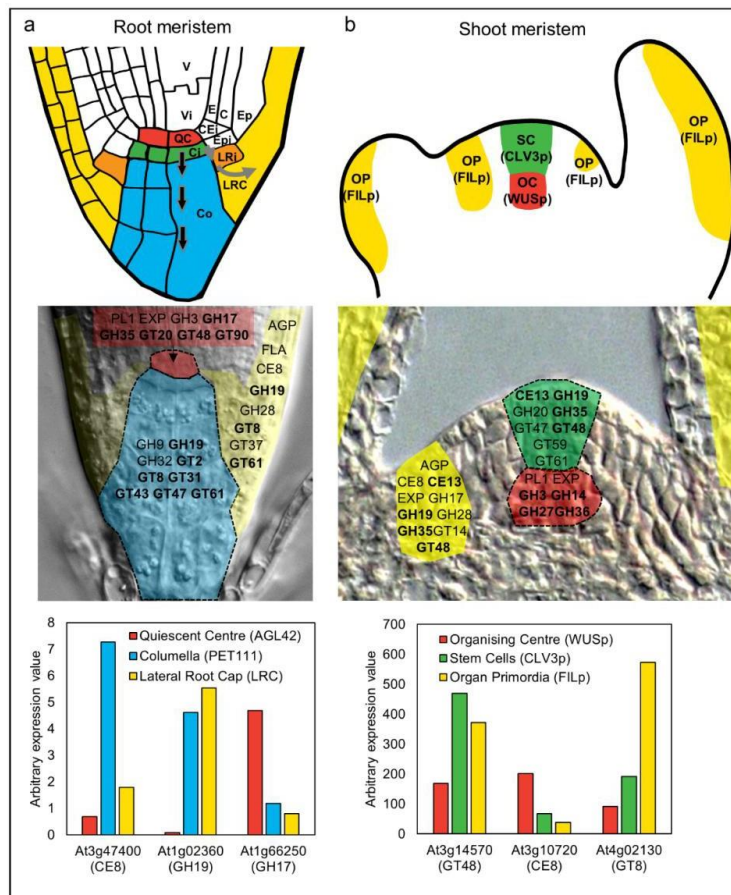 a
Root meristem
V
Vi
E
C
Ep
CEi
Epi
QC
Ci
LRi
LRC
Co
PL1 EXP GH3 GH17
GH35 GT20 GT48 GT90
AGP
FLA
CE8
GH19
GH28
GT8
GT37
GT61
GH9 GH19
GH32 GT2
GT8 GT31
GT43 GT47 GT61
Arbitrary expression value
8
7
6
5
4
3
2
1
0
Quiescent Centre (AGL42)
Columella (PET111)
Lateral Root Cap (LRC)
At3g47400
(CE8)
At1g02360
(GH19)
At1g66250
(GH17)
b
Shoot meristem
OP
(FILp)
OP
(FILp)
SC
(CLV3p)
OC
(WUSp)
OP
(FILp)
OP
(FILp)
CE13 GH19
GH20 GH35
GT47 GT48
GT59
GT61
PL1 EXP
GH3 GH14
GH27GH36
AGP
CE8 CE13
EXP GH17
GH19 GH28
GH35GT14
GT48
Arbitrary expression value
700
600
500
400
300
200
100
0
Organising Centre (WUSp)
Stem Cells (CLV3p)
Organ Primordia (FILp)
At3g14570
(GT48)
At3g10720
(CE8)
At4g02130
(GT8)